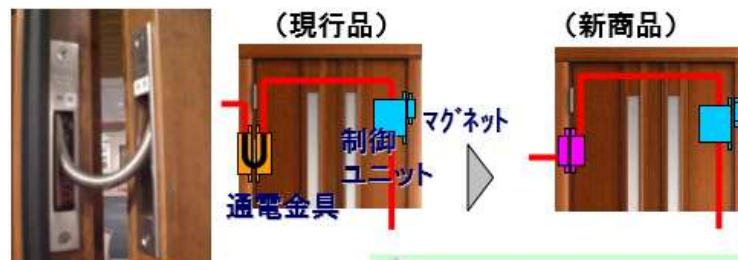 （現行品）
（新商品）
マグネット
制御
ユニット
通電金具